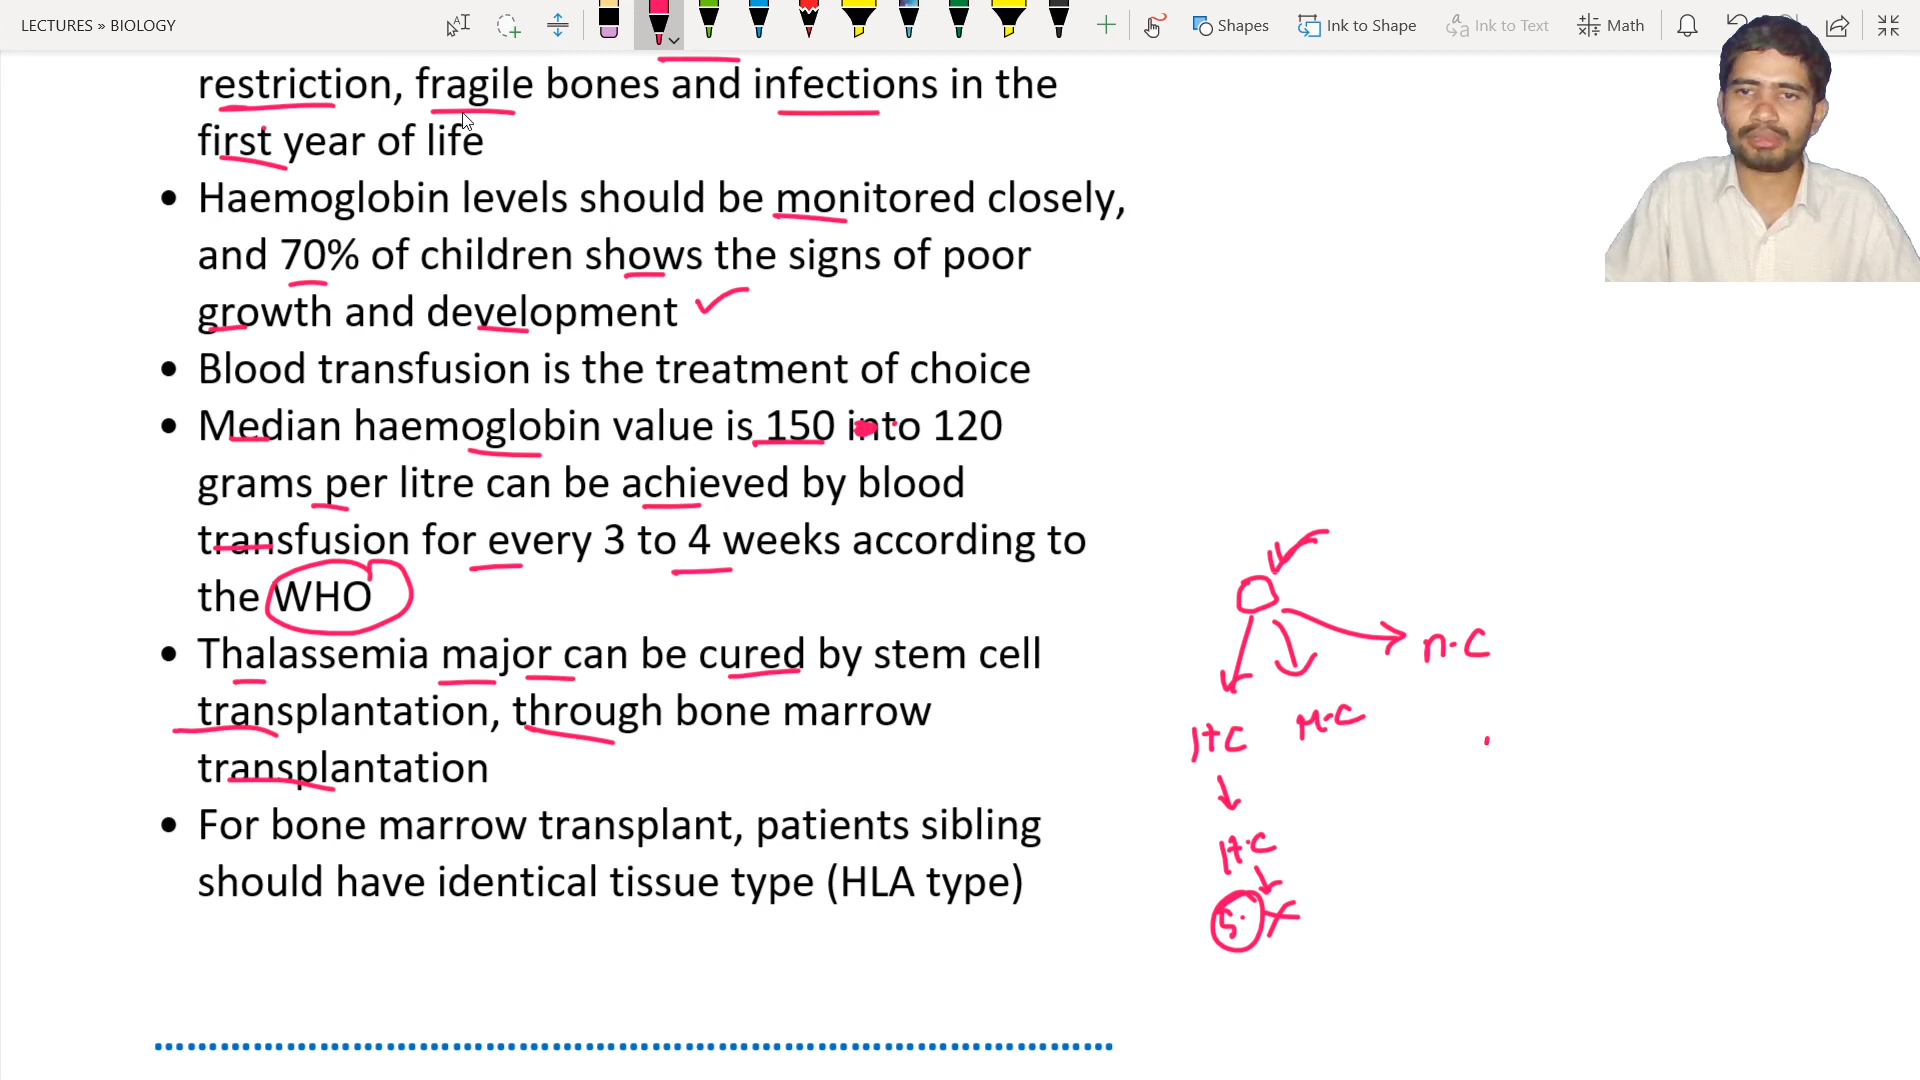 LECTURES » BIOLOGY
Shapes
Ink to Shape
Ink to Text
Math
restriction, fragile bones and infections in the
first year of life
• Haemoglobin levels should be monitored closely,
and 70% of children shows the signs of poor
growth and development
• Blood transfusion is the treatment of choice
• Median haemoglobin value is 150 into 120
grams per litre can be achieved by blood
transfusion for every 3 to 4 weeks according to
the WHO
• Thalassemia major can be cured by stem cell
transplantation, through bone marrow
transplantation
• For bone marrow transplant, patients sibling
should have identical tissue type (HLA type)
n.C
M.C